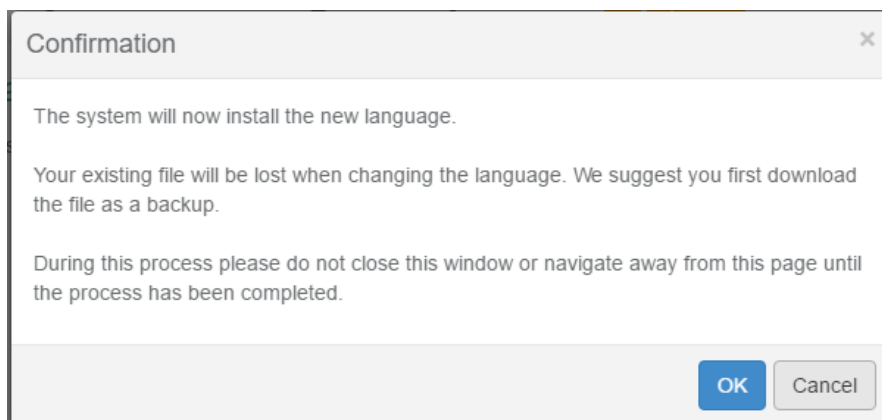 Confirmation
×
The system will now install the new language.
Your existing file will be lost when changing the language. We suggest you first download
the file as a backup.
During this process please do not close this window or navigate away from this page until
the process has been completed.
OK
Cancel